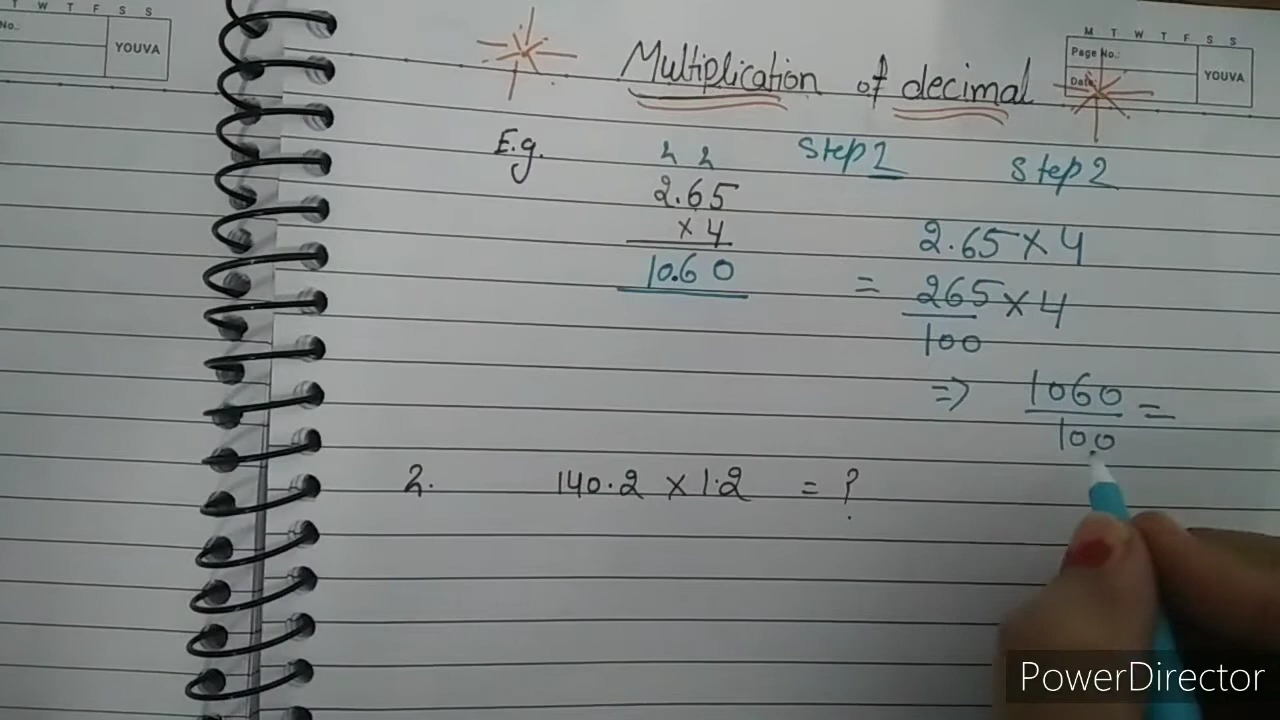 T W T F S S
No.:
YOUVA
M T W T F S S
Page No.:
Date:
YOUVA
Multiplication of decimal
E.g.
2 2
2.65
× 4
10.60
Step 1
Step 2
2.65 × 4
= 265 × 4
100
⇒ 1060 =
100
2. 140.2 × 1.2 = ?
PowerDirector